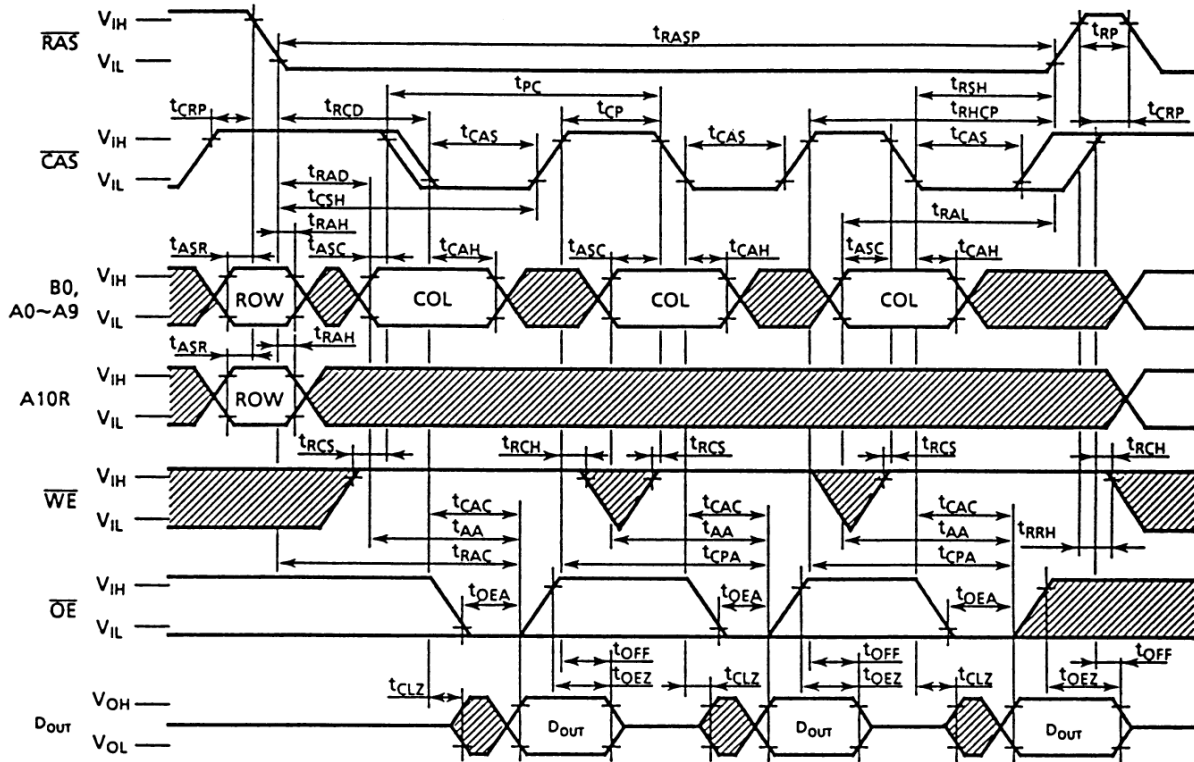 V_IH t_RASP t_RP
RAS
V_IL
t_PC t_RSH
t_CRP t_RCD t_CP t_RHCP t_CRP
V_IH t_CAS t_CAS t_CAS
CAS
V_IL
t_RAD
t_CSH
t_RAH t_RAL
t_ASR t_ASC t_CAH t_ASC t_CAH t_ASC t_CAH
V_IH
B0,
A0~A9
ROW COL COL COL
V_IL
t_RAH
t_ASR
V_IH
A10R ROW
V_IL
t_RCS t_RCH t_RCS t_RCS t_RCH
V_IH
WE
V_IL
t_CAC t_CAC t_CAC
t_AA t_AA t_AA t_RRH
t_RAC t_CPA t_CPA
V_IH
OE
t_OEA t_OEA t_OEA
V_IL
t_OFF t_OFF t_OFF
t_CLZ t_OEZ t_CLZ t_OEZ t_CLZ t_OEZ
V_OH
D_OUT D_OUT D_OUT D_OUT
V_OL